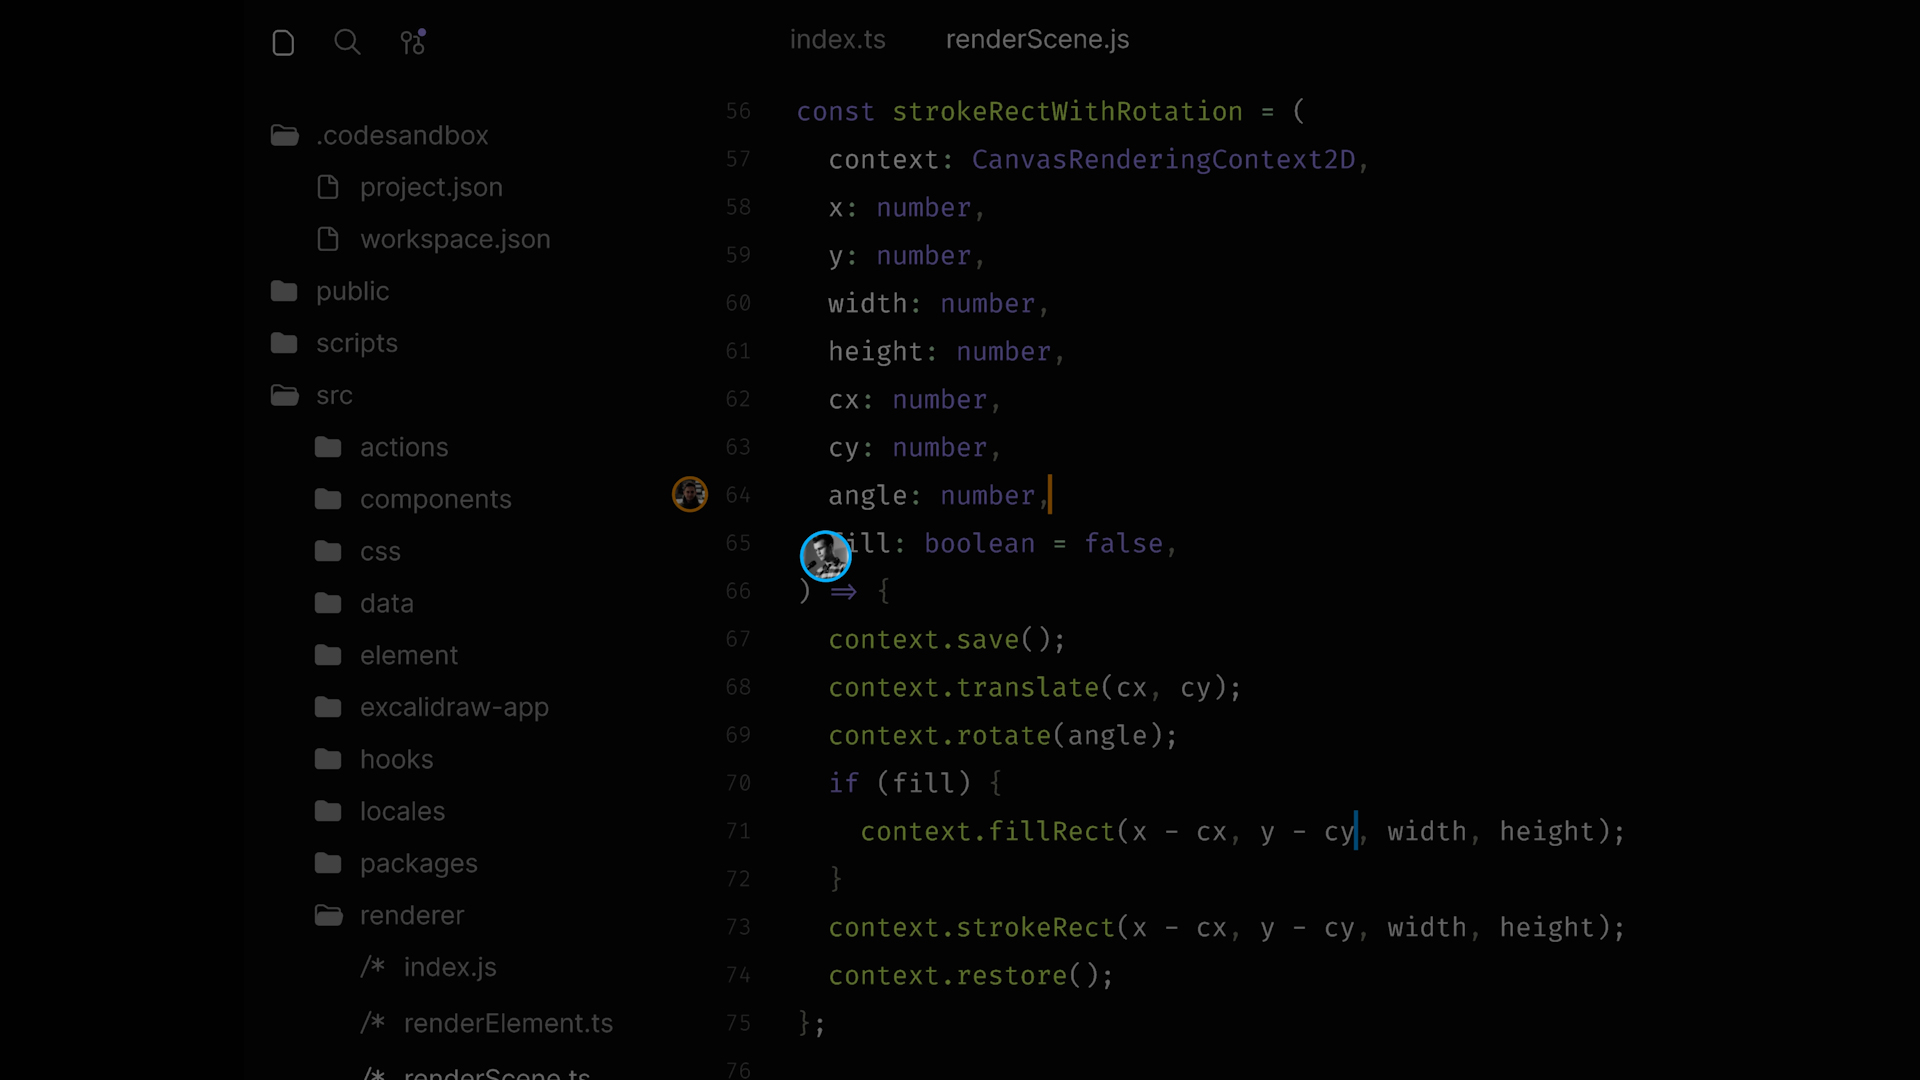 index.ts
renderScene.js
.codesandbox
project.json
workspace.json
public
scripts
src
actions
components
css
data
element
excalidraw-app
hooks
locales
packages
renderer
/* index.js
/* renderElement.ts
/* renderScene.ts
56 const strokeRectWithRotation = (
57 context: CanvasRenderingContext2D,
58 x: number,
59 y: number,
60 width: number,
61 height: number,
62 cx: number,
63 cy: number,
64 angle: number,
65 ill: boolean = false,
66 ) => {
67 context.save();
68 context.translate(cx, cy);
69 context.rotate(angle);
70 if (fill) {
71 context.fillRect(x - cx, y - cy, width, height);
72 }
73 context.strokeRect(x - cx, y - cy, width, height);
74 context.restore();
75 };
76